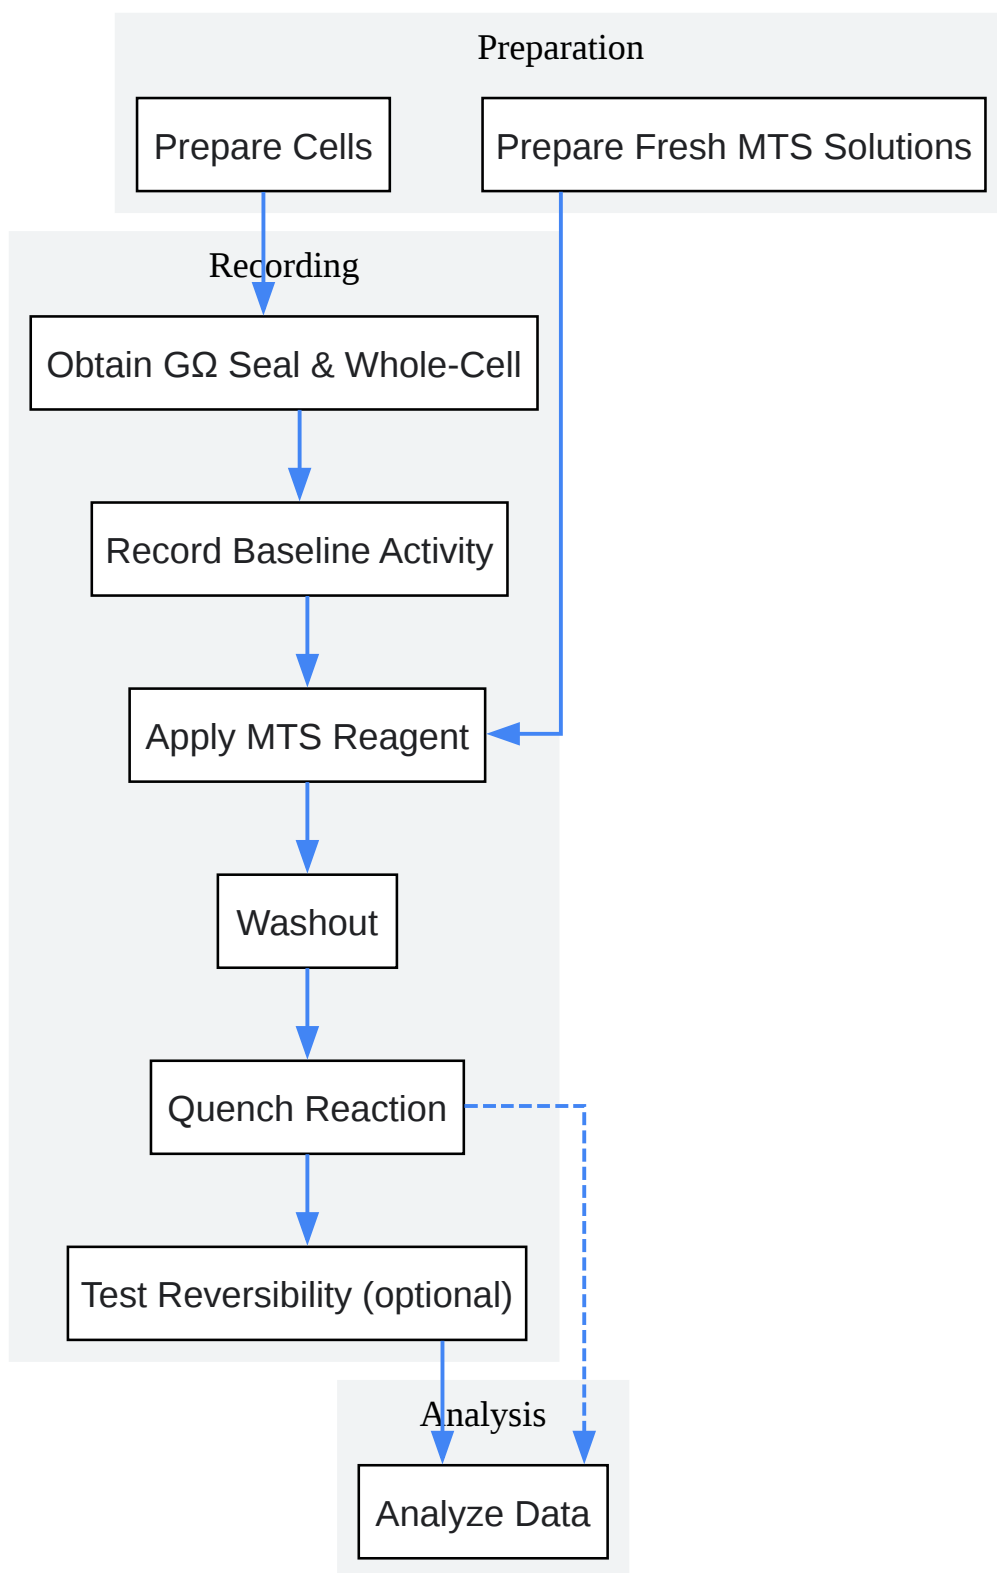 Preparation
Prepare Cells
Prepare Fresh MTS Solutions
Recording
Obtain GΩ Seal & Whole-Cell
Record Baseline Activity
Apply MTS Reagent
Washout
Quench Reaction
Test Reversibility (optional)
Analysis
Analyze Data